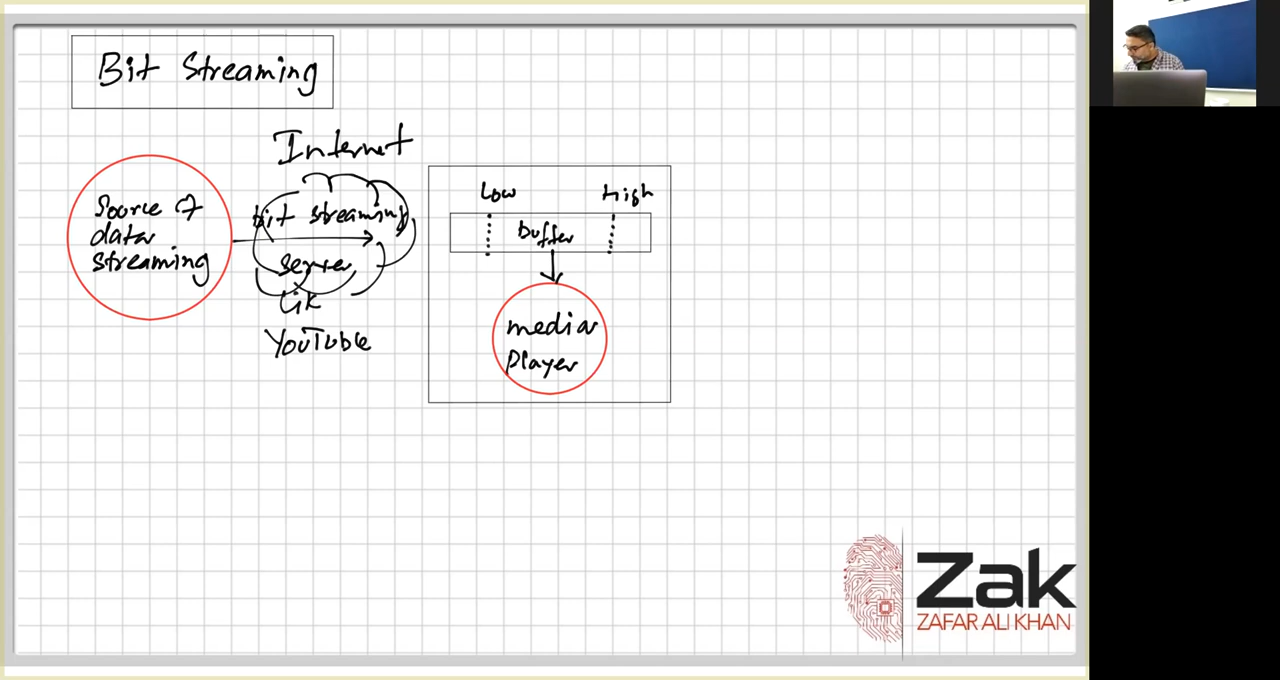 Bit Streaming
Internet
Source of
data
streaming
bit streaming
server
Lik
YouTube
Low
High
buffer
media
player
Zak
ZAFAR ALI KHAN